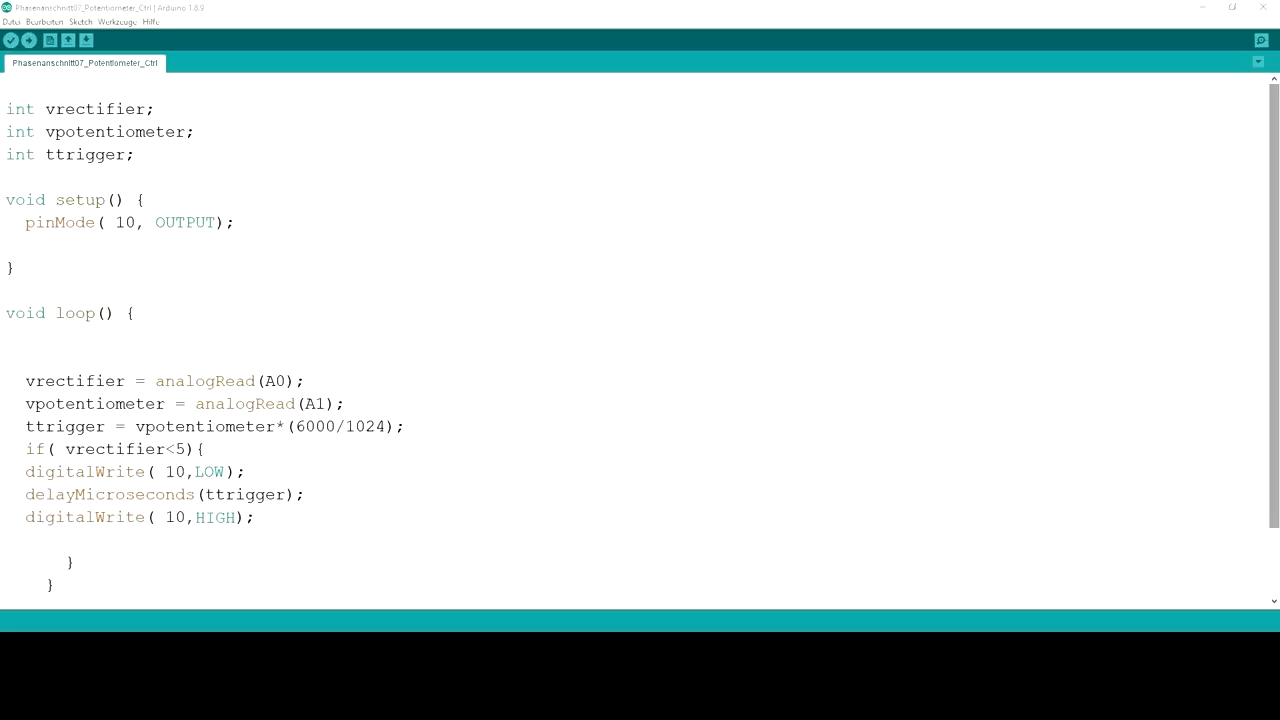 Phasenanschnitt07_Potentiometer_Ctrl | Arduino 1.8.9
Datei Bearbeiten Sketch Werkzeuge Hilfe
Phasenanschnitt07_Potentiometer_Ctrl
int vrectifier;
int vpotentiometer;
int ttrigger;
void setup() {
pinMode( 10, OUTPUT);
}
void loop() {
vrectifier = analogRead(A0);
vpotentiometer = analogRead(A1);
ttrigger = vpotentiometer*(6000/1024);
if( vrectifier<5){
digitalWrite( 10,LOW);
delayMicroseconds(ttrigger);
digitalWrite( 10,HIGH);
}
}